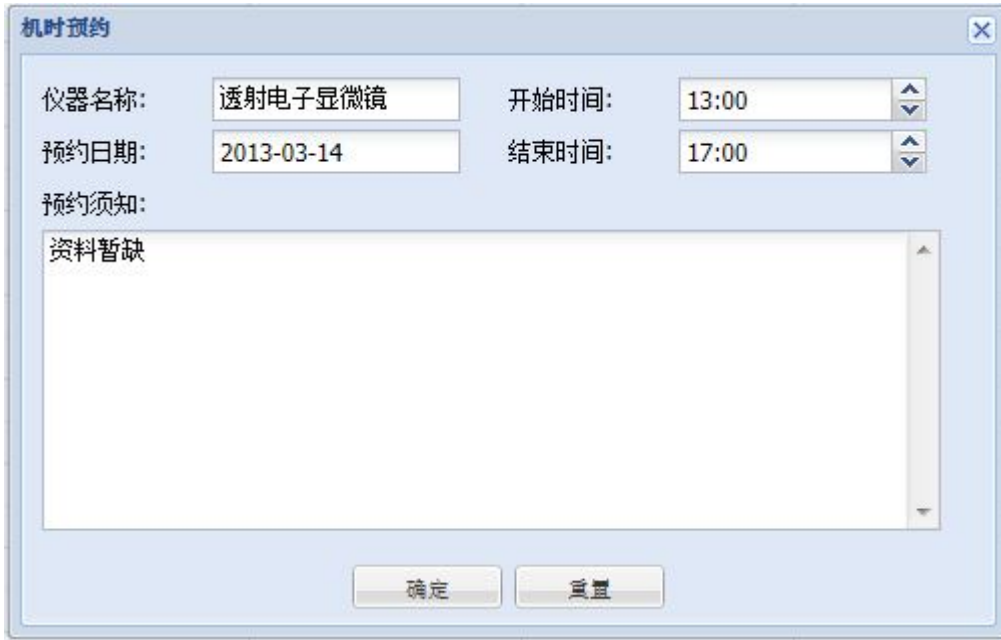 机时预约
仪器名称: 透射电子显微镜 开始时间: 13:00
预约日期: 2013-03-14 结束时间: 17:00
预约须知:
资料暂缺
确定 重置